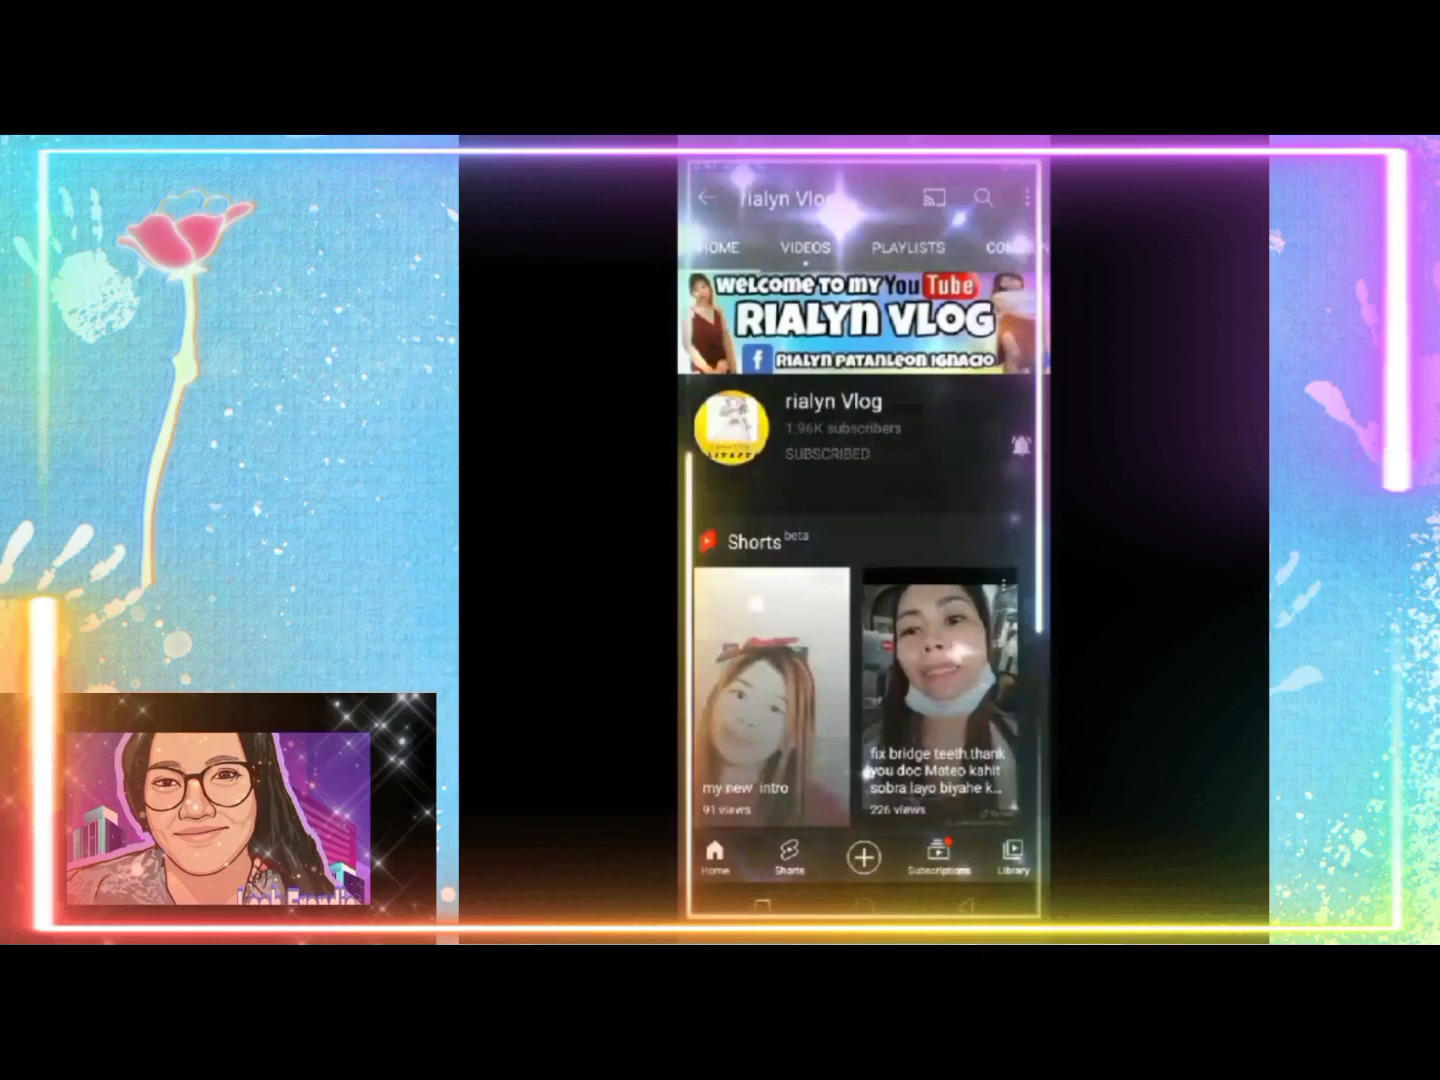 rialyn Vlo
HOME VIDEOS PLAYLISTS
WELCOME TO MY YouTube
RIALYN VLOG
f RIALYN PATANLEON IGNACIO
rialyn Vlog
1.96K subscribers
SUBSCRIBED
Shorts beta
my new intro
91 views
fix bridge teeth.thank
you doc Mateo kahit
sobra layo biyahe k...
226 views
Home Shorts Subscriptions Library